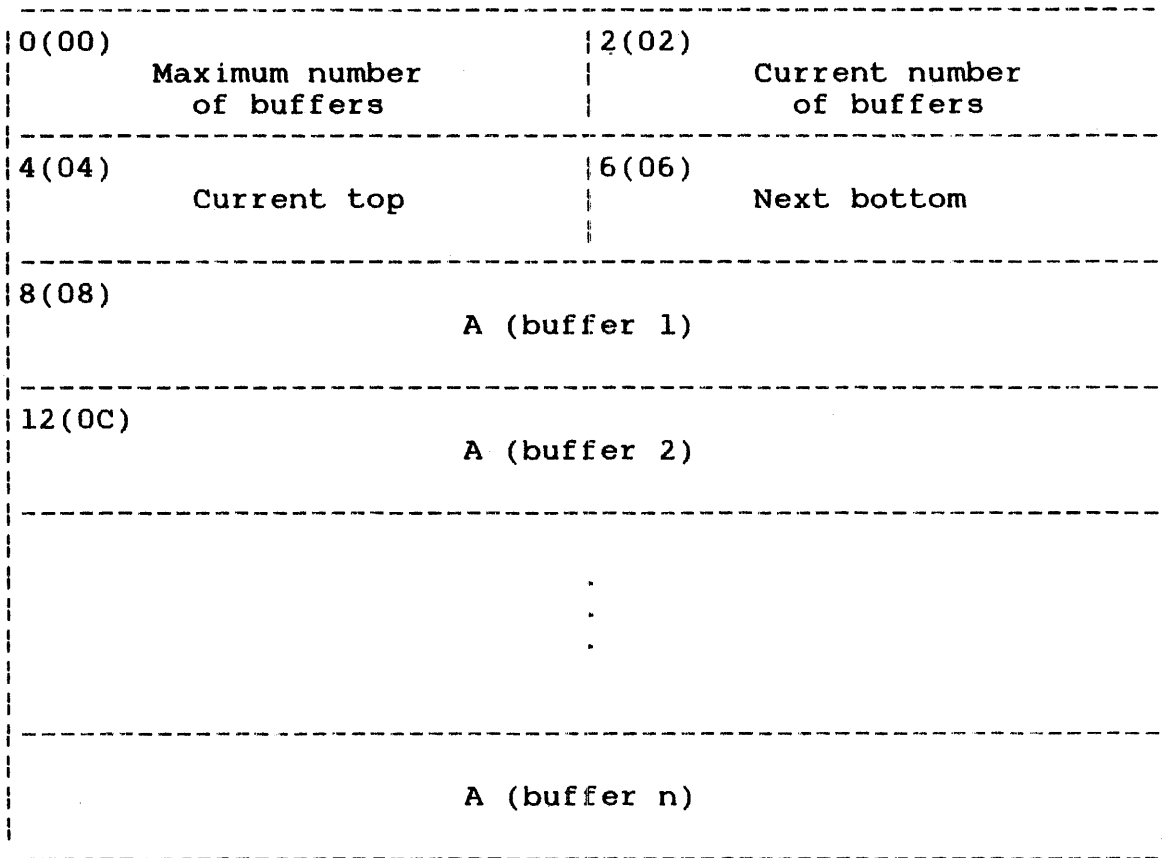 0(00) 2(02)
Maximum number Current number
of buffers of buffers
4(04) 6(06)
Current top Next bottom
8(08)
A (buffer 1)
12(0C)
A (buffer 2)
.
.
.
A (buffer n)